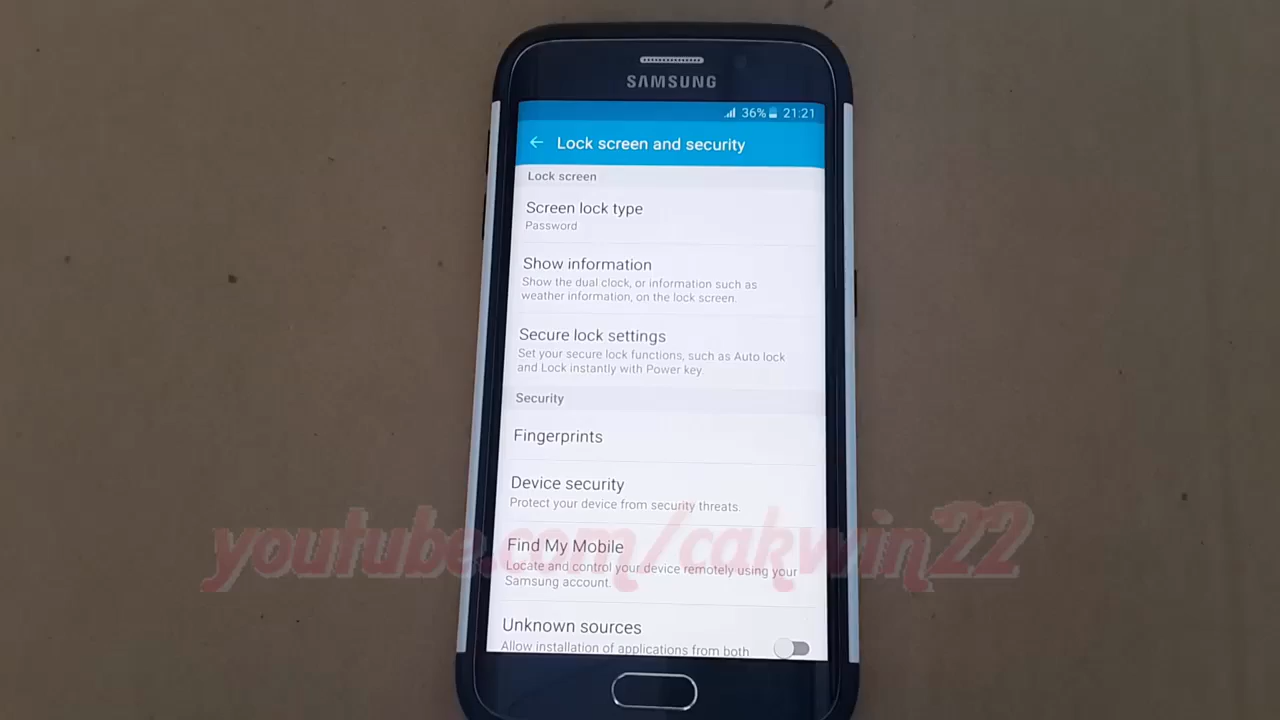 SAMSUNG
36% 21:21
Lock screen and security
Lock screen
Screen lock type
Password
Show information
Show the dual clock, or information such as
weather information, on the lock screen.
Secure lock settings
Set your secure lock functions, such as Auto lock
and Lock instantly with Power key.
Security
Fingerprints
Device security
Protect your device from security threats.
youtube.com/cakwin22
Find My Mobile
Locate and control your device remotely using your
Samsung account.
Unknown sources
Allow installation of applications from both